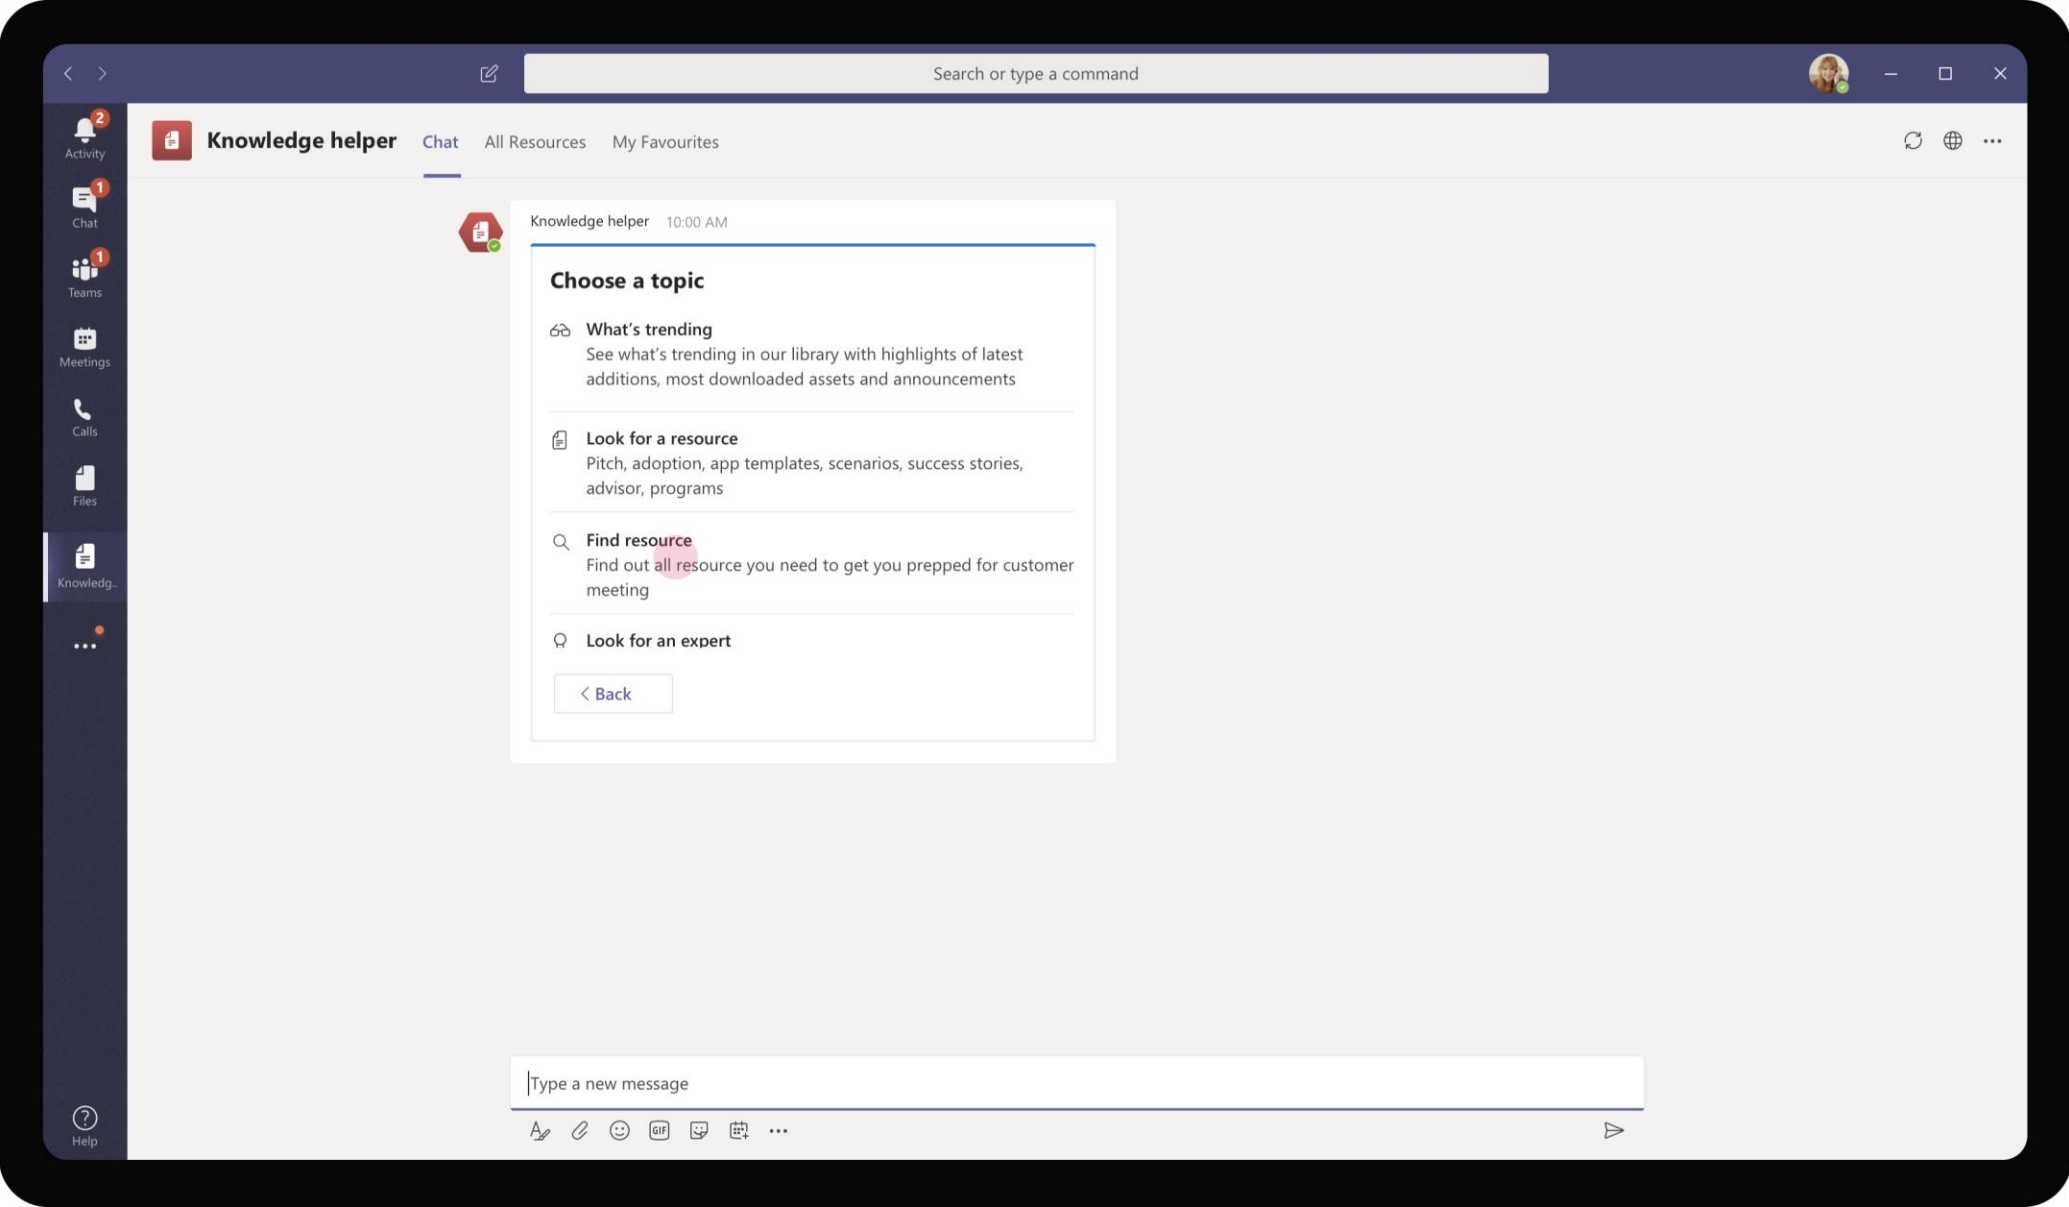 Search or type a command
2
Activity
1
Chat
1
Teams
Meetings
Calls
Files
Knowledg..
Help
Knowledge helper
Chat
All Resources
My Favourites
Knowledge helper 10:00 AM
Choose a topic
What's trending
See what's trending in our library with highlights of latest
additions, most downloaded assets and announcements
Look for a resource
Pitch, adoption, app templates, scenarios, success stories,
advisor, programs
Find resource
Find out all resource you need to get you prepped for customer
meeting
Look for an expert
Back
Type a new message
GIF